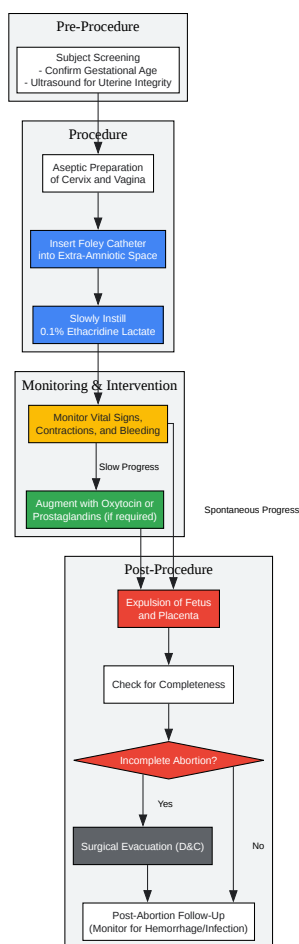 Pre-Procedure
Subject Screening
- Confirm Gestational Age
- Ultrasound for Uterine Integrity
Procedure
Aseptic Preparation
of Cervix and Vagina
Insert Foley Catheter
into Extra-Amniotic Space
Slowly Instill
0.1% Ethacridine Lactate
Monitoring & Intervention
Monitor Vital Signs,
Contractions, and Bleeding
Slow Progress
Augment with Oxytocin or
Prostaglandins (if required)
Spontaneous Progress
Post-Procedure
Expulsion of Fetus
and Placenta
Check for Completeness
Incomplete Abortion?
Yes
Surgical Evacuation (D&C)
No
Post-Abortion Follow-Up
(Monitor for Hemorrhage/Infection)